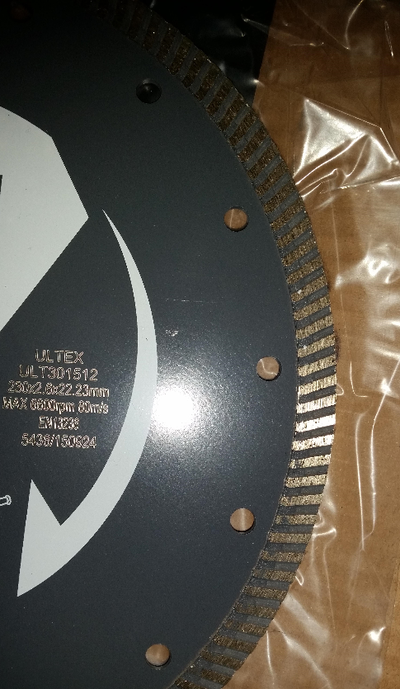 ULTEX
ULT301512
230x2.6x22.23mm
MAX 6600rpm 80m/s
EN13236
5436/150924